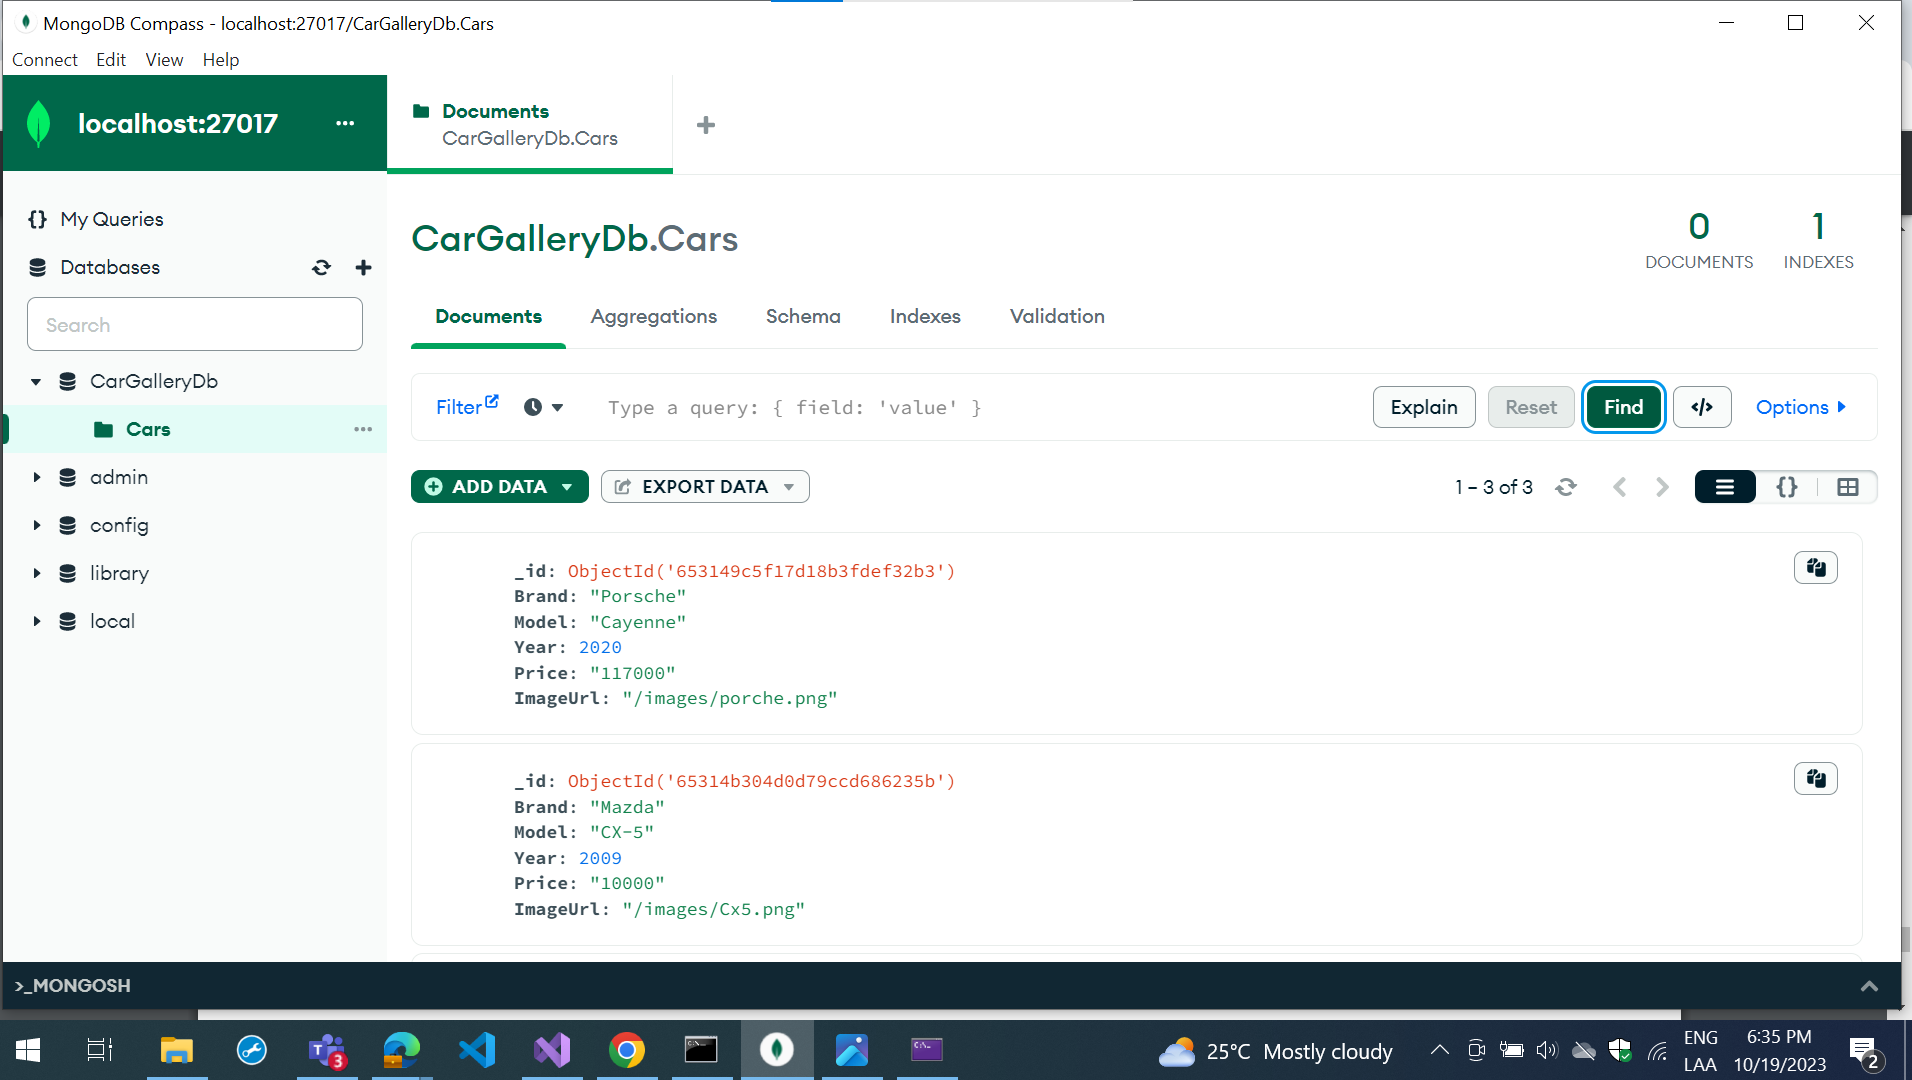 MongoDB Compass - localhost:27017/CarGalleryDb.Cars
Connect Edit View Help
localhost:27017 ...
Documents
CarGalleryDb.Cars
{} My Queries
Databases
Search
CarGalleryDb
Cars
admin
config
library
local
CarGalleryDb.Cars
0
DOCUMENTS
1
INDEXES
Documents Aggregations Schema Indexes Validation
Filter Type a query: { field: 'value' } Explain Reset Find </> Options
ADD DATA EXPORT DATA 1 – 3 of 3 {}
_id: ObjectId('653149c5f17d18b3fdef32b3')
Brand: "Porsche"
Model: "Cayenne"
Year: 2020
Price: "117000"
ImageUrl: "/images/porche.png"
_id: ObjectId('65314b304d0d79ccd686235b')
Brand: "Mazda"
Model: "CX-5"
Year: 2009
Price: "10000"
ImageUrl: "/images/Cx5.png"
>_MONGOSH
3
25°C Mostly cloudy
ENG
LAA
6:35 PM
10/19/2023
2